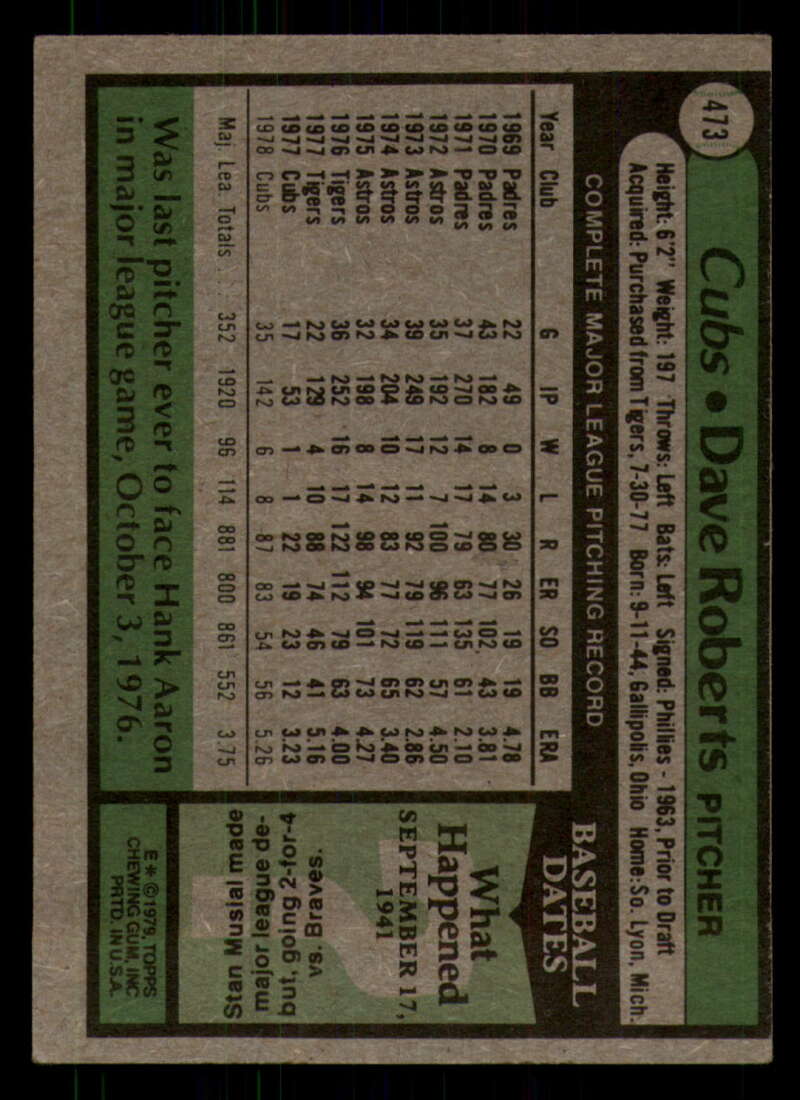 473
Cubs • Dave Roberts PITCHER
Height: 6'2" Weight: 197 Throws: Left Bats: Left Signed: Phillies - 1963, Prior to Draft
Acquired: Purchased from Tigers, 7-30-77 Born: 9-11-44, Gallipolis, Ohio Home: So. Lyon, Mich.
COMPLETE MAJOR LEAGUE PITCHING RECORD
Year Club G IP W L R ER SO BB ERA
1969 Padres 22 49 0 3 30 26 19 19 4.78
1970 Padres 43 182 8 14 80 77 102 43 3.81
1971 Padres 37 270 14 17 79 63 135 61 2.10
1972 Astros 35 192 12 7 100 96 111 57 4.50
1973 Astros 39 249 17 11 92 79 119 62 2.86
1974 Astros 34 204 10 12 83 77 72 65 3.40
1975 Astros 32 198 8 14 98 94 101 73 4.27
1976 Tigers 36 252 16 17 122 112 79 63 4.00
1977 Tigers 22 129 4 10 88 74 46 41 5.16
1977 Cubs 17 53 1 1 22 19 23 12 3.23
1978 Cubs 35 142 6 8 87 83 54 56 5.26
Maj. Lea. Totals . . . 352 1920 96 114 881 800 861 552 3.75
Was last pitcher ever to face Hank Aaron
in major league game, October 3, 1976.
BASEBALL
DATES
What
Happened
SEPTEMBER 17,
1941
Stan Musial made
major league de-
but, going 2-for-4
vs. Braves.
E * © 1979, TOPPS
CHEWING GUM, INC
PRTD. IN U.S.A.